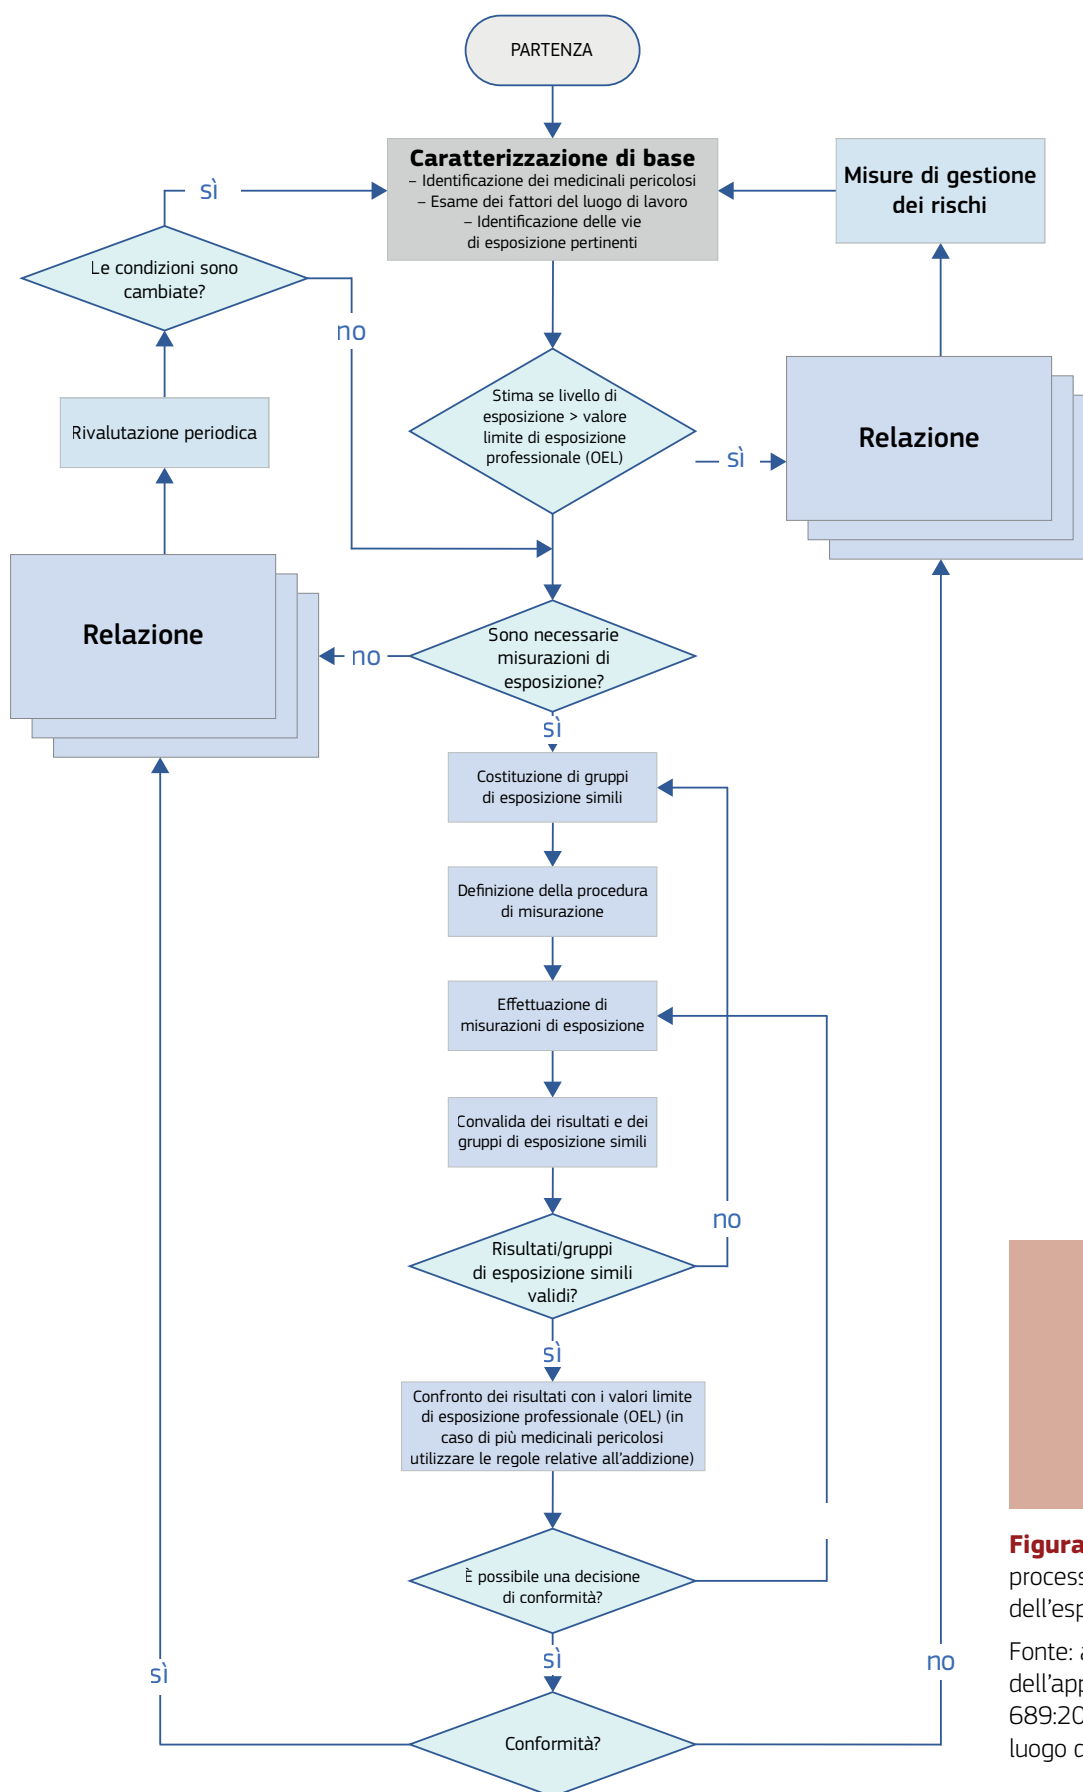 PARTENZA
Caratterizzazione di base
– Identificazione dei medicinali pericolosi
– Esame dei fattori del luogo di lavoro
– Identificazione delle vie
di esposizione pertinenti
Misure di gestione
dei rischi
sì
Le condizioni sono
cambiate?
no
Stima se livello di
esposizione > valore
limite di esposizione
professionale (OEL)
sì
Relazione
Rivalutazione periodica
Relazione
no
Sono necessarie
misurazioni di
esposizione?
sì
Costituzione di gruppi
di esposizione simili
Definizione della procedura
di misurazione
Effettuazione di
misurazioni di esposizione
Convalida dei risultati e dei
gruppi di esposizione simili
no
Risultati/gruppi
di esposizione simili
validi?
sì
Confronto dei risultati con i valori limite
di esposizione professionale (OEL) (in
caso di più medicinali pericolosi
utilizzare le regole relative all'addizione)
È possibile una decisione
di conformità?
sì
sì
no
Conformità?
Figura
process
dell'esp
Fonte:
dell'app
689:20
luogo